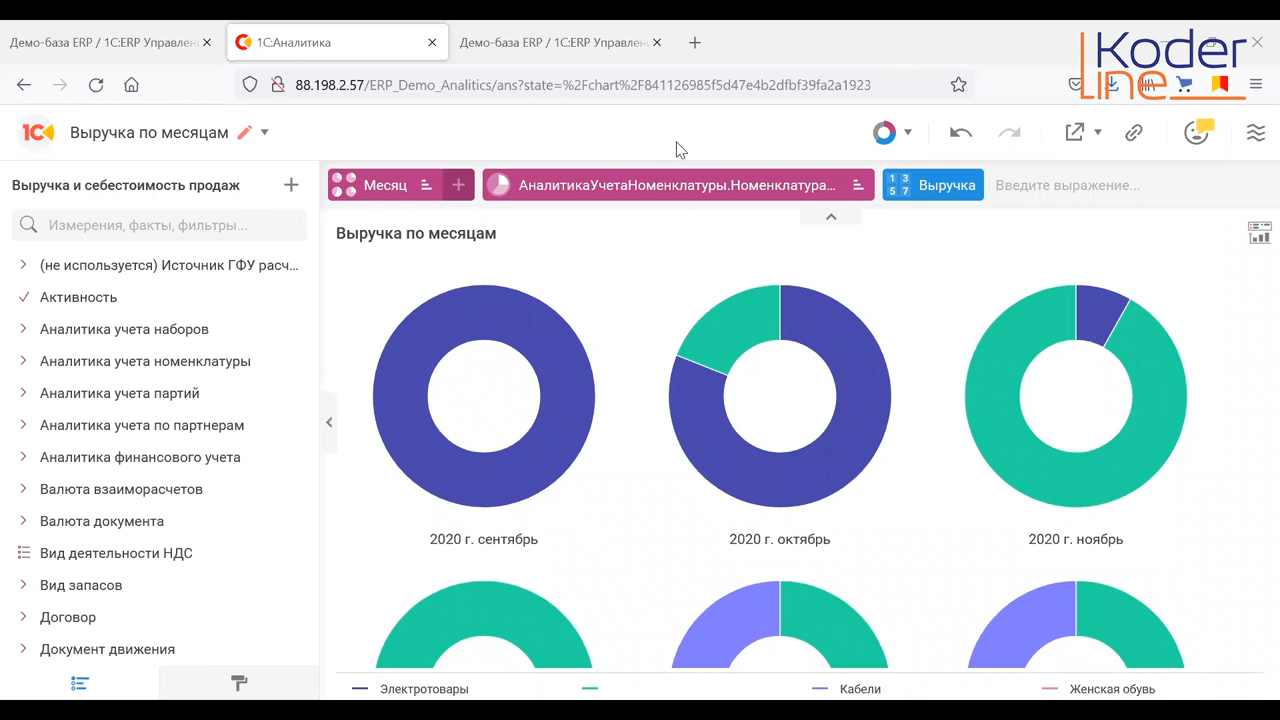 Демо-база ERP / 1С:ERP Управлен
1С:Аналитика
Демо-база ERP / 1С:ERP Управлен
Koder
Line
88.198.2.57/ERP_Demo_Analitics/ans?state=%2Fchart%2F841126985f5d47e4b2dfbf39fa2a1923
1С
Выручка по месяцам
Выручка и себестоимость продаж
Месяц
АналитикаУчетаНоменклатуры.Номенклатура...
1 3
5 7
Выручка
Введите выражение...
Измерения, факты, фильтры...
Выручка по месяцам
(не используется) Источник ГФУ расч...
Активность
Аналитика учета наборов
Аналитика учета номенклатуры
Аналитика учета партий
Аналитика учета по партнерам
Аналитика финансового учета
Валюта взаиморасчетов
Валюта документа
Вид деятельности НДС
Вид запасов
Договор
Документ движения
2020 г. сентябрь
2020 г. октябрь
2020 г. ноябрь
Электротовары
Кабели
Женская обувь